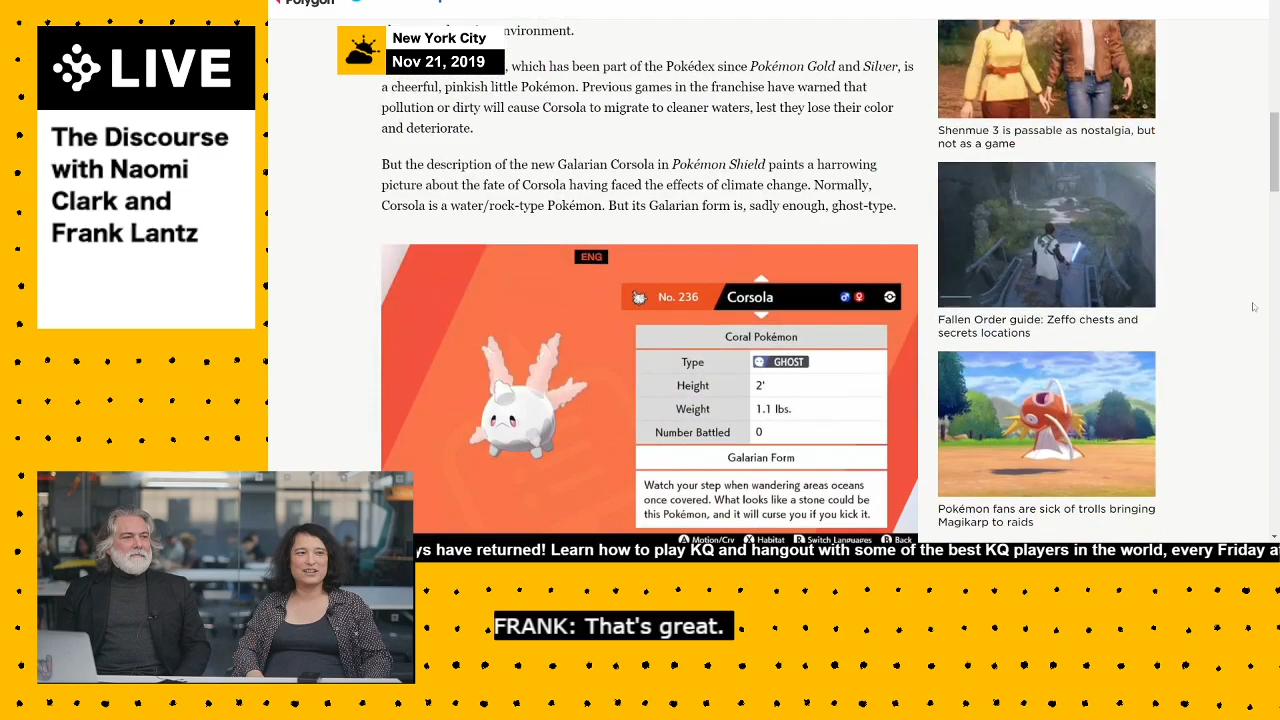 Polygon
LIVE
The Discourse
with Naomi
Clark and
Frank Lantz
New York City
Nov 21, 2019
nvironment.
, which has been part of the Pokédex since Pokémon Gold and Silver, is
a cheerful, pinkish little Pokémon. Previous games in the franchise have warned that
pollution or dirty will cause Corsola to migrate to cleaner waters, lest they lose their color
and deteriorate.
But the description of the new Galarian Corsola in Pokémon Shield paints a harrowing
picture about the fate of Corsola having faced the effects of climate change. Normally,
Corsola is a water/rock-type Pokémon. But its Galarian form is, sadly enough, ghost-type.
ENG
No. 236 Corsola
Coral Pokémon
Type GHOST
Height 2'
Weight 1.1 lbs.
Number Battled 0
Galarian Form
Watch your step when wandering areas oceans
once covered. What looks like a stone could be
this Pokémon, and it will curse you if you kick it.
A Motion/Cry X Habitat R Switch Languages B Back
Shenmue 3 is passable as nostalgia, but
not as a game
Fallen Order guide: Zeffo chests and
secrets locations
Pokémon fans are sick of trolls bringing
Magikarp to raids
ys have returned! Learn how to play KQ and hangout with some of the best KQ players in the world, every Friday a
FRANK: That's great.